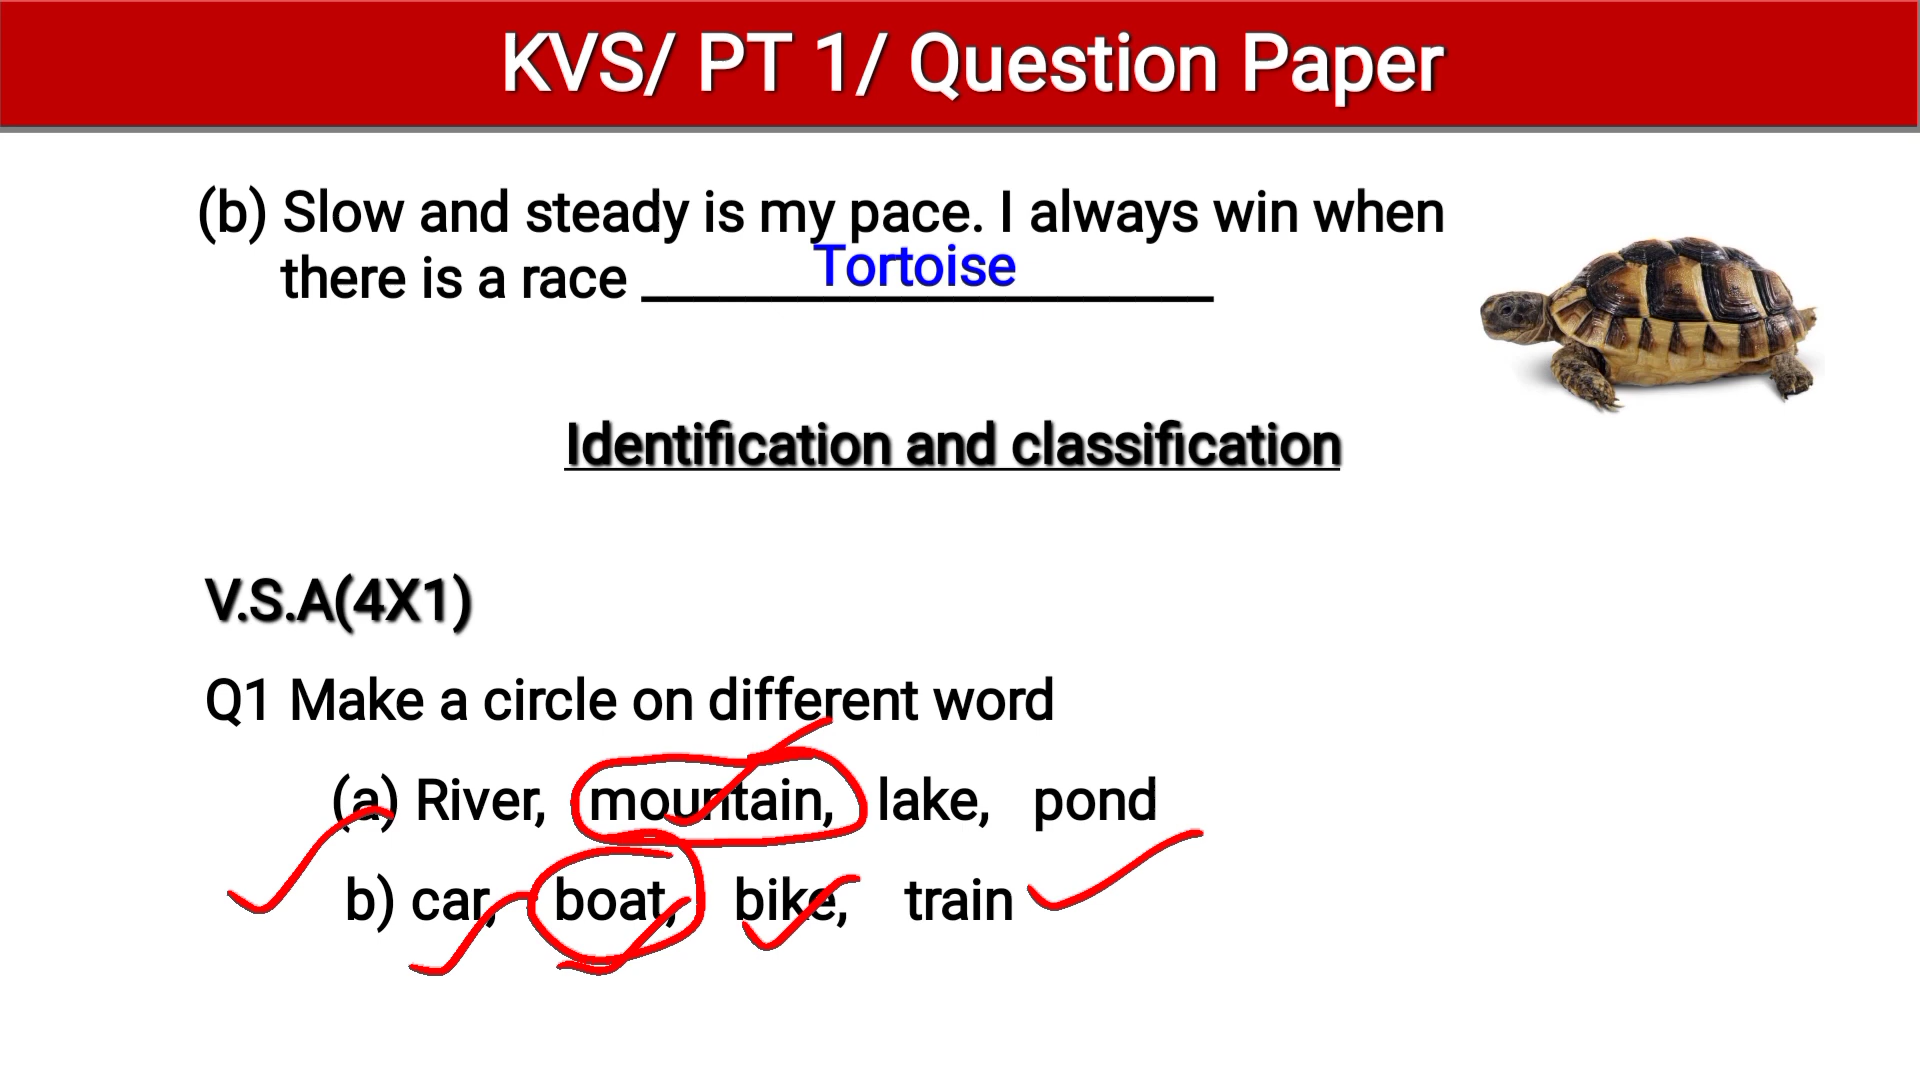 KVS/ PT 1/ Question Paper
(b) Slow and steady is my pace. I always win when
there is a race ____________________ Tortoise
Identification and classification
V.S.A(4X1)
Q1 Make a circle on different word
(a) River, mountain, lake, pond
b) car, boat, bike, train